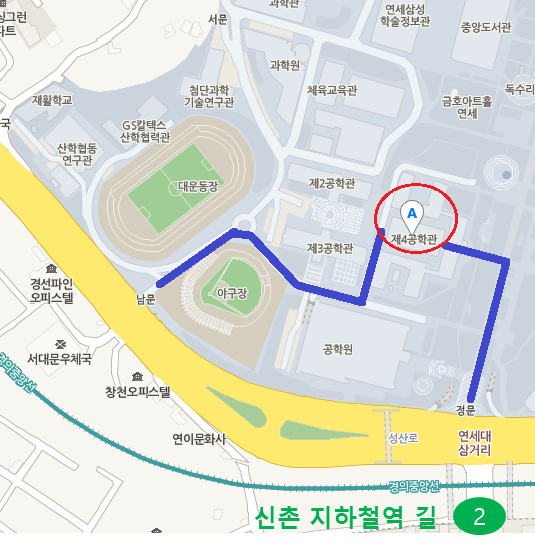 과학관
서문
연세삼성
학술정보관
중앙도서관
과학원
첨단과학
기술연구관
체육교육관
독수리
재활학교
금호아트홀
연세
GS칼텍스
산학협력관
국
산학협동
연구관
대운동장
제2공학관
A
제4공학관
제3공학관
경선파인
오피스텔
남문
야구장
서대문우체국
공학원
경의중앙선
창천오피스텔
정문
연이문화사
성산로
연세대
삼거리
경의중앙선
신촌 지하철역 길 2